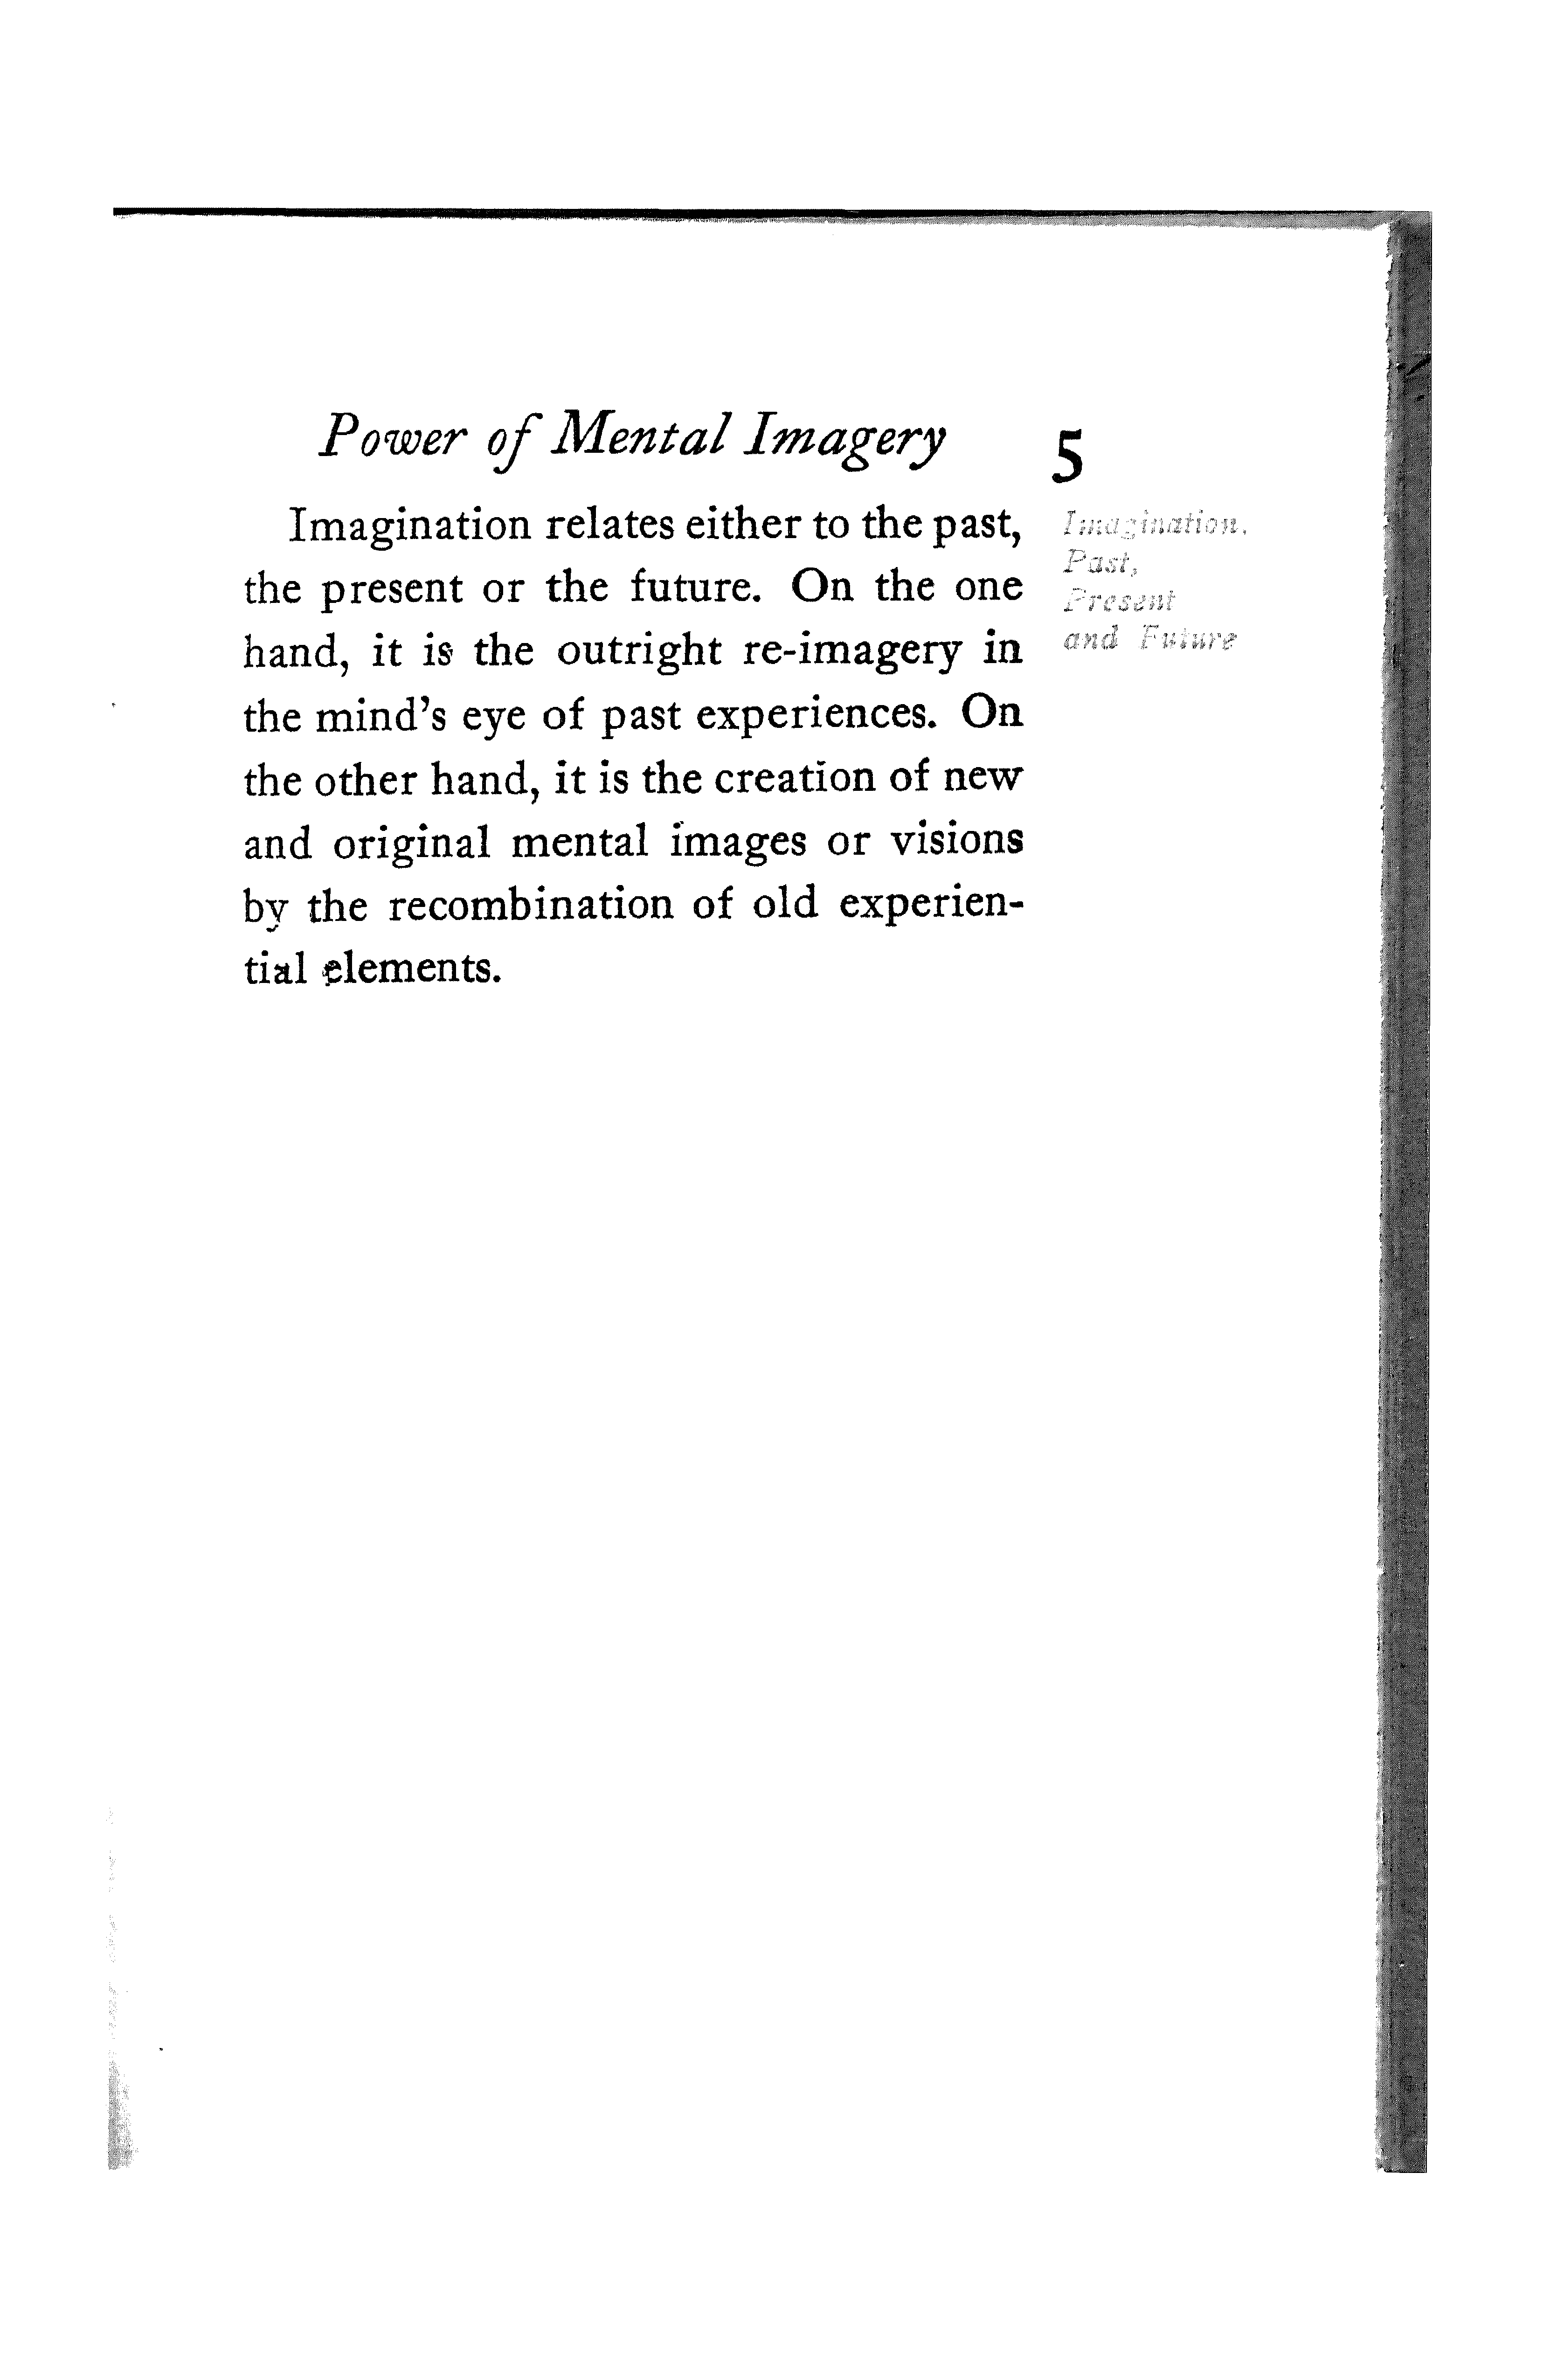 Power of Mental Imagery 5
Imagination relates either to the past,
the present or the future. On the one
hand, it is the outright re-imagery in
the mind's eye of past experiences. On
the other hand, it is the creation of new
and original mental images or visions
by the recombination of old experien-
tial elements.
Imagination,
Past,
Present
and Future